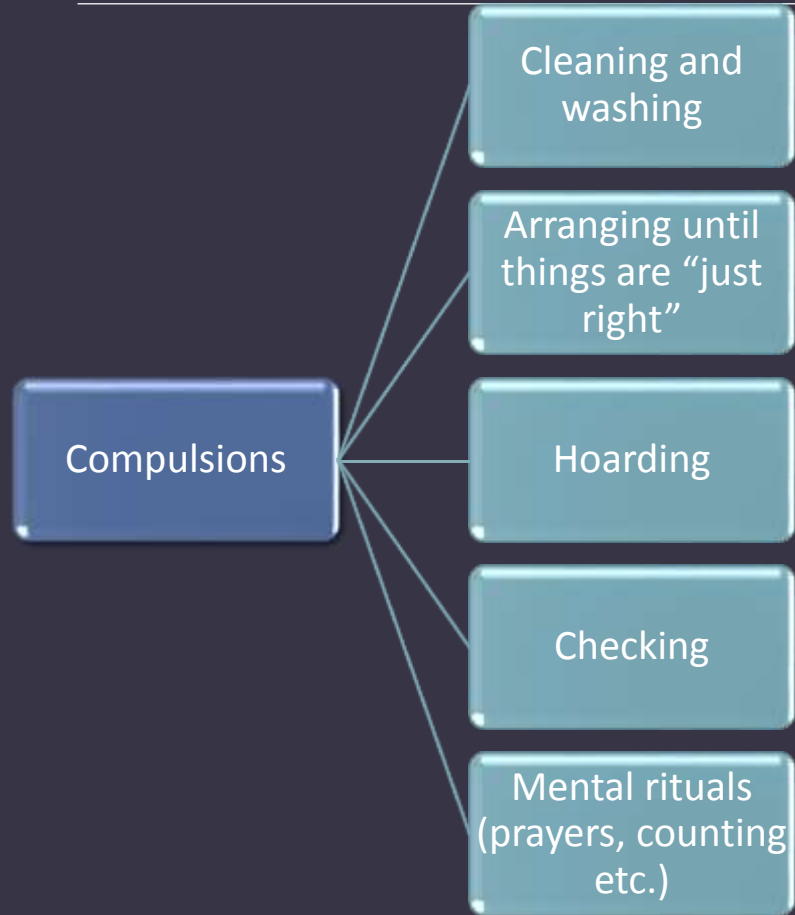 Cleaning and
washing
Arranging until
things are “just
right”
Compulsions
Hoarding
Checking
Mental rituals
(prayers, counting
etc.)